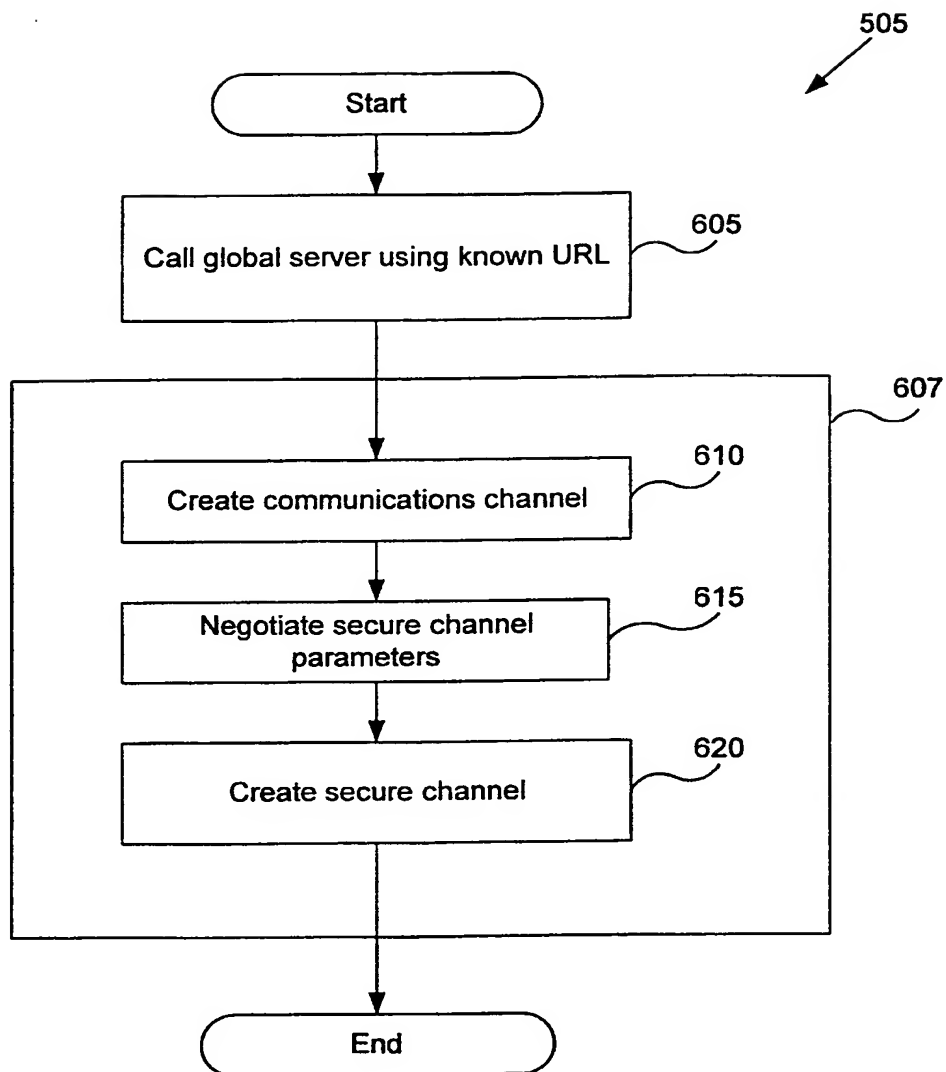 505
Start
Call global server using known URL
605
607
Create communications channel
610
Negotiate secure channel
parameters
615
Create secure channel
620
End